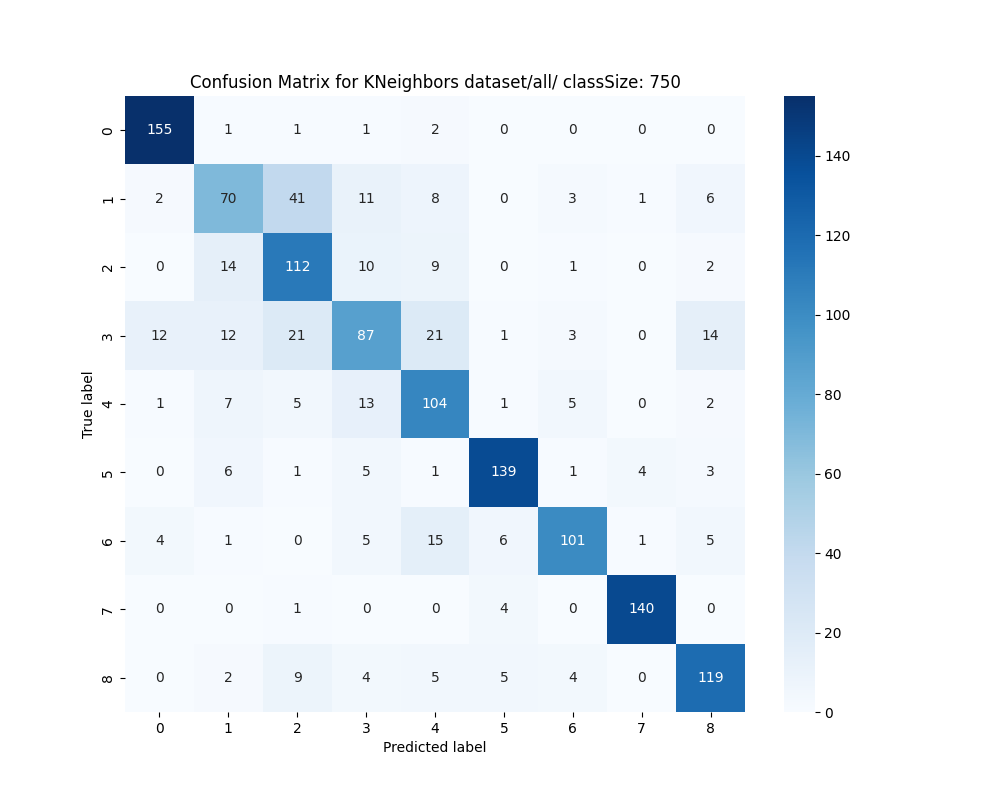 Confusion Matrix for KNeighbors dataset/all/ classSize: 750
0 155 1 1 1 2 0 0 0 0
1 2 70 41 11 8 0 3 1 6
2 0 14 112 10 9 0 1 0 2
3 12 12 21 87 21 1 3 0 14
4 1 7 5 13 104 1 5 0 2
5 0 6 1 5 1 139 1 4 3
6 4 1 0 5 15 6 101 1 5
7 0 0 1 0 0 4 0 140 0
8 0 2 9 4 5 5 4 0 119
0 1 2 3 4 5 6 7 8
Predicted label
True label
140
120
100
80
60
40
20
0